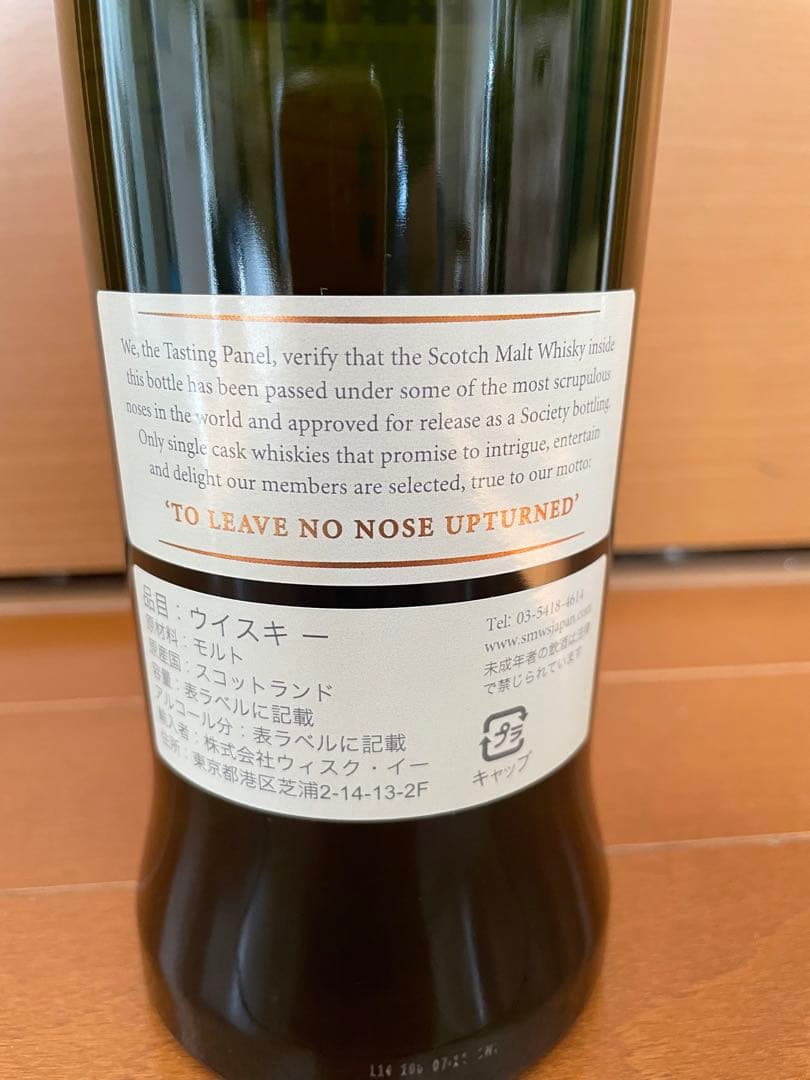 We, the Tasting Panel, verify that the Scotch Malt Whisky inside
this bottle has been passed under some of the most scrupulous
noses in the world and approved for release as a Society bottling.
Only single cask whiskies that promise to intrigue, entertain
and delight our members are selected, true to our motto:
‘TO LEAVE NO NOSE UPTURNED’
品目：ウイスキー
原材料：モルト
原産国：スコットランド
容量：表ラベルに記載
アルコール分：表ラベルに記載
輸入者：株式会社ウィスク・イー
住所：東京都港区芝浦2-14-13-2F
Tel: 03-5418-4614
www.smwsjapan.com
未成年者の飲酒は法律
で禁じられています
プラ
キャップ
L14